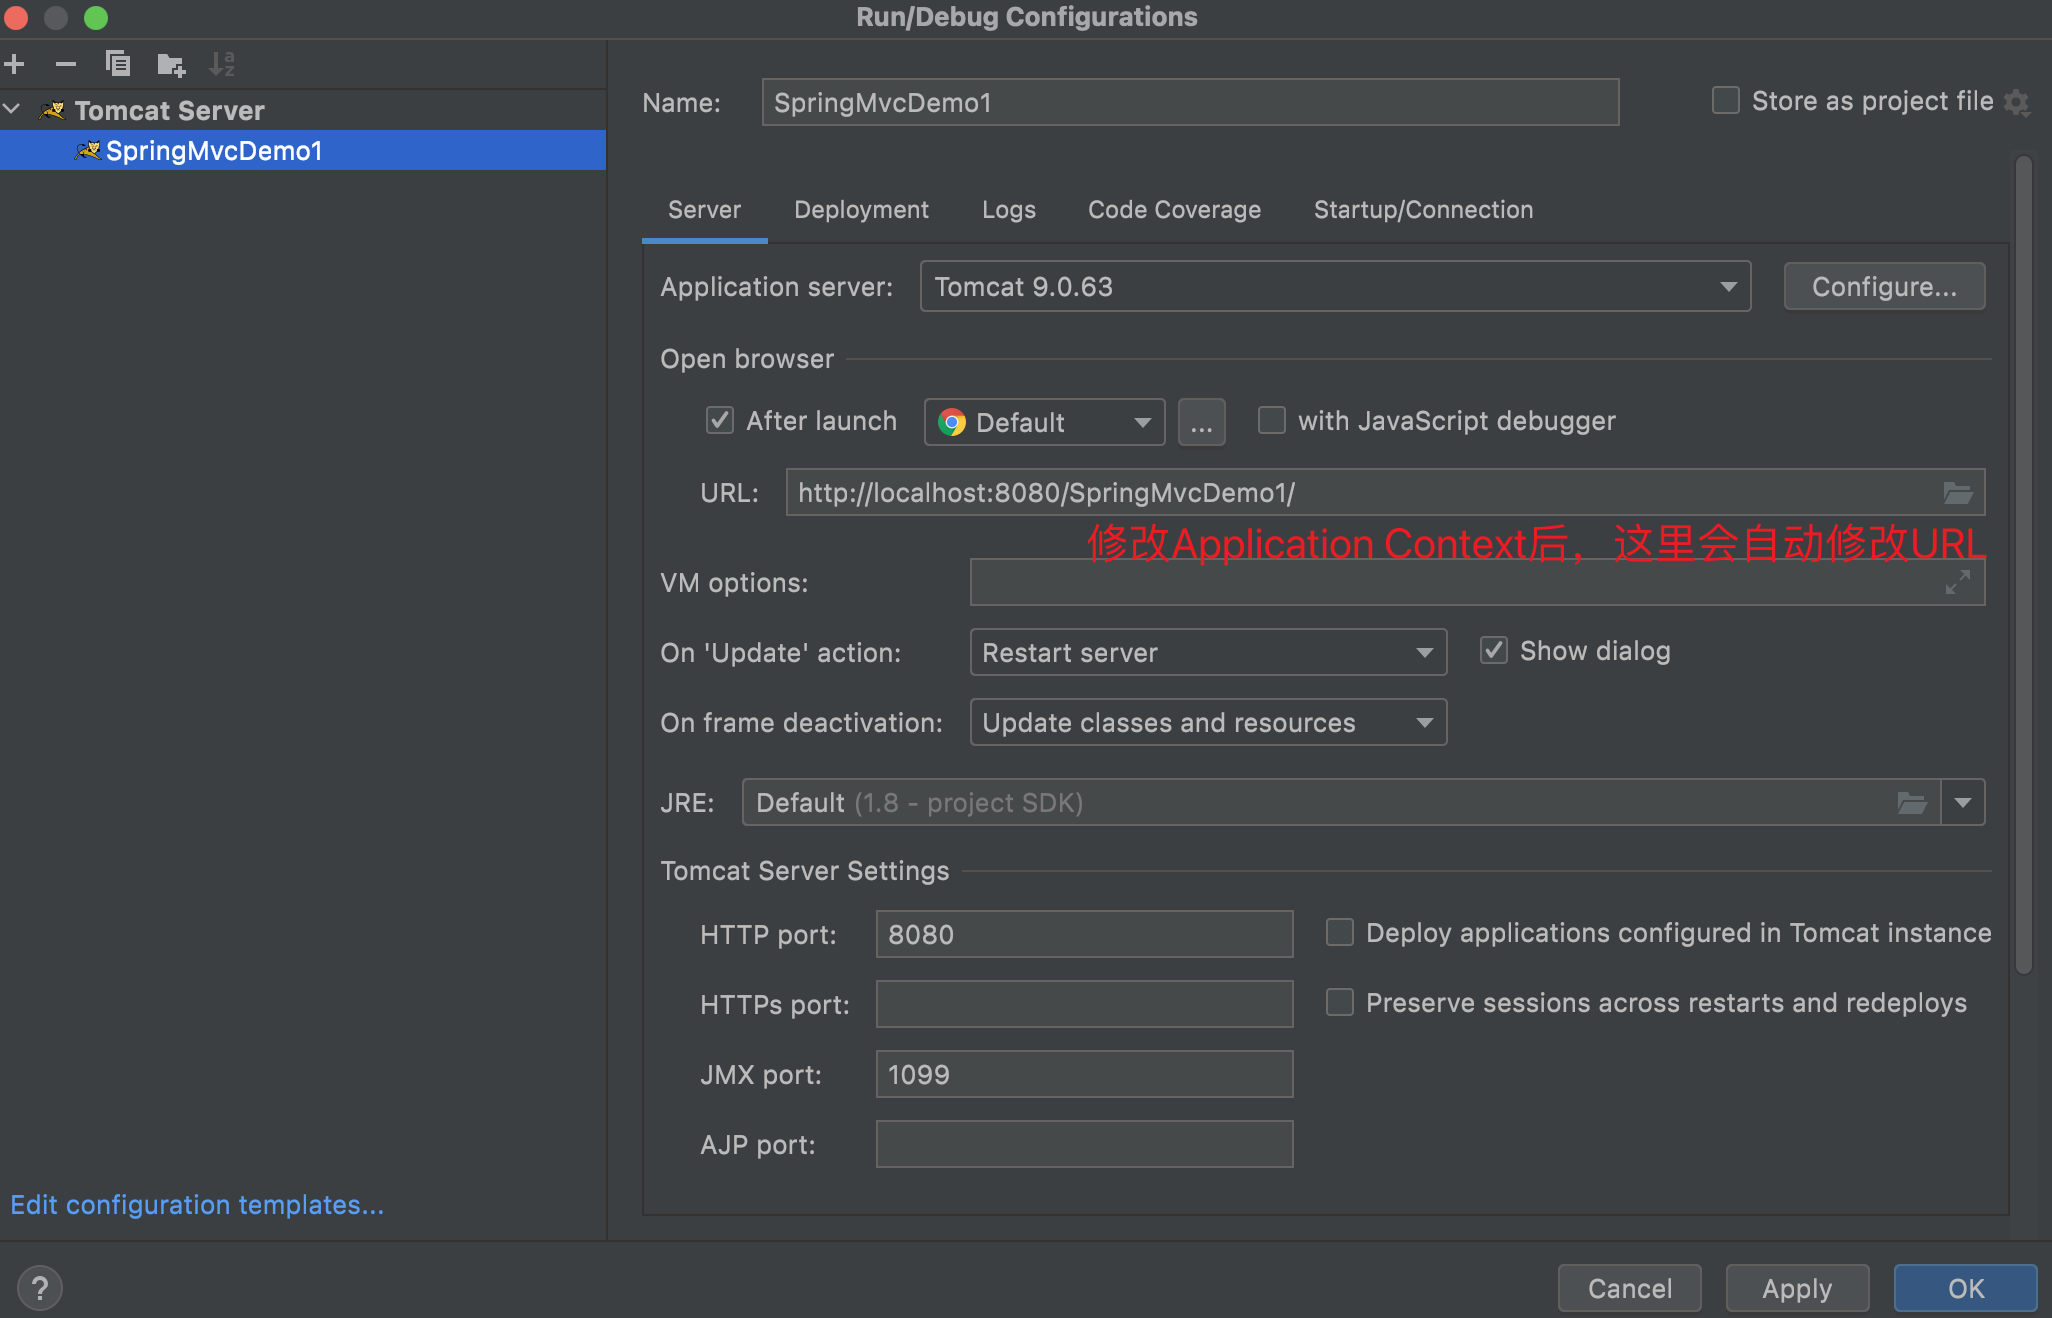 Run/Debug Configurations
Tomcat Server
SpringMvcDemo1
Edit configuration templates...
Name: SpringMvcDemo1 Store as project file
Server Deployment Logs Code Coverage Startup/Connection
Application server: Tomcat 9.0.63 Configure...
Open browser
After launch Default ... with JavaScript debugger
URL: http://localhost:8080/SpringMvcDemo1/
修改Application Context后，这里会自动修改URL
VM options:
On 'Update' action: Restart server Show dialog
On frame deactivation: Update classes and resources
JRE: Default (1.8 - project SDK)
Tomcat Server Settings
HTTP port: 8080 Deploy applications configured in Tomcat instance
HTTPs port: Preserve sessions across restarts and redeploys
JMX port: 1099
AJP port:
? Cancel Apply OK